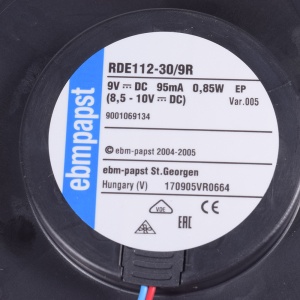 ebmpapst
RDE112-30/9R
9V ⎓ DC 95mA 0,85W EP
(8,5 - 10V ⎓ DC) Var.005
9001069134
© ebm-papst 2004-2005
ebm-papst St.Georgen
Hungary (V) 170905VR0664
VDE
EAC